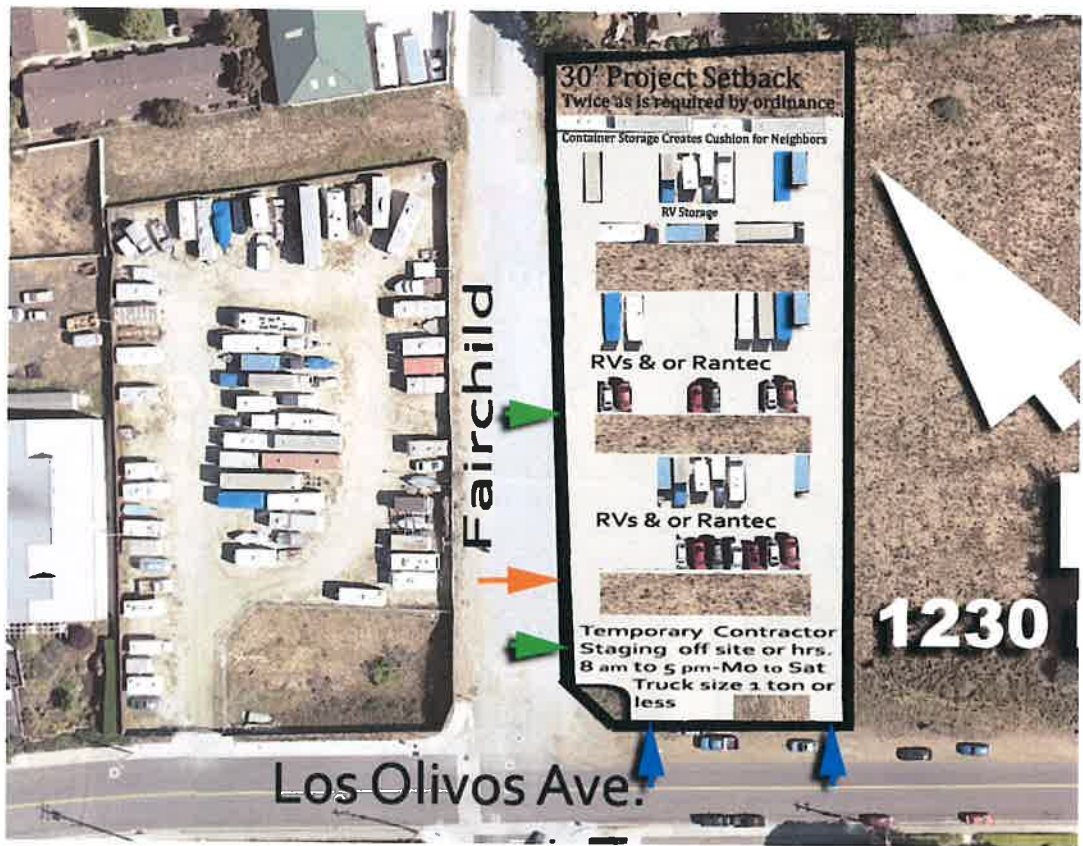 30' Project Setback
Twice as is required by ordinance
Container Storage Creates Cushion for Neighbors
RV Storage
RVs & or Rantec
RVs & or Rantec
Temporary Contractor
Staging off site or hrs.
8 am to 5 pm-Mo to Sat
Truck size 1 ton or
less
Fairchild
1230
Los Olivos Ave.